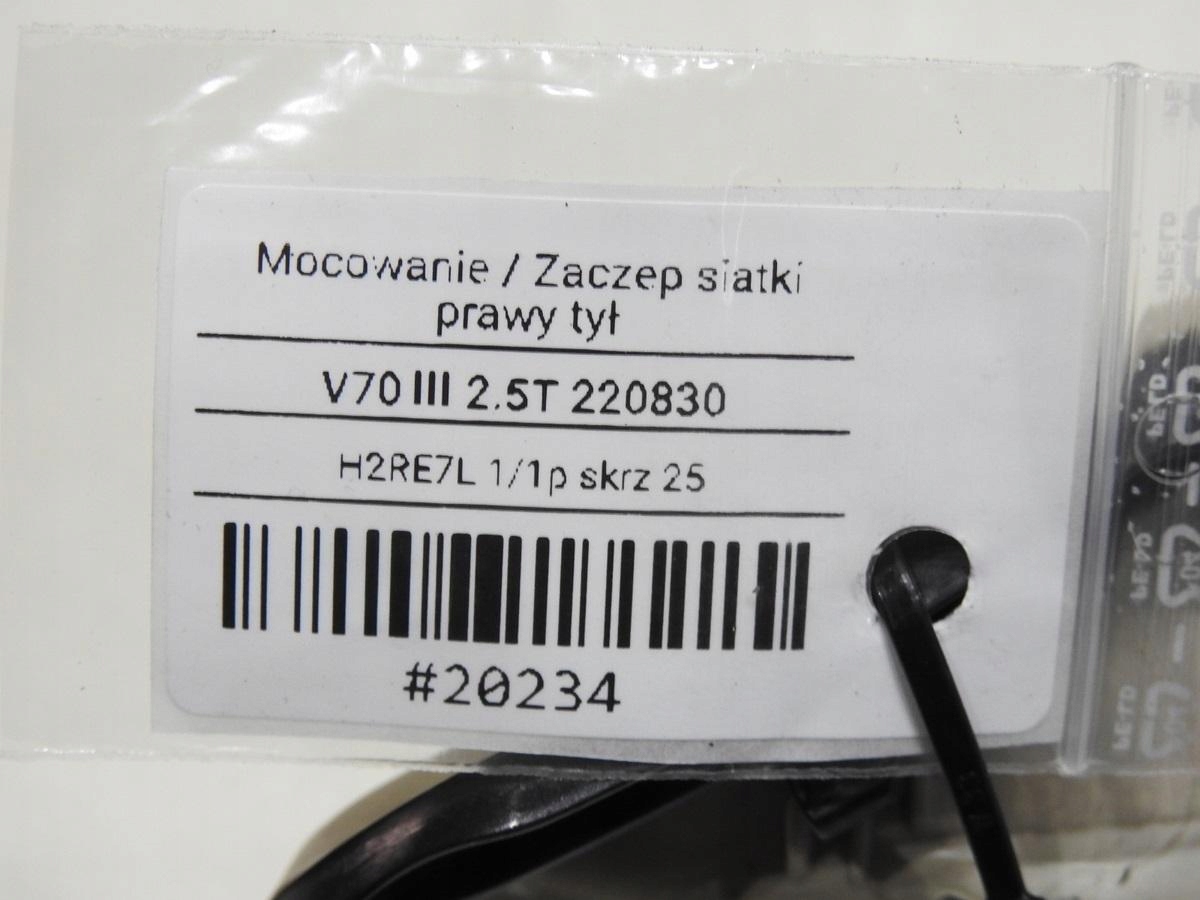 Mocowanie / Zaczep siatki
prawy tył
V70 III 2.5T 220830
H2RE7L 1/1p skrz 25
#20234